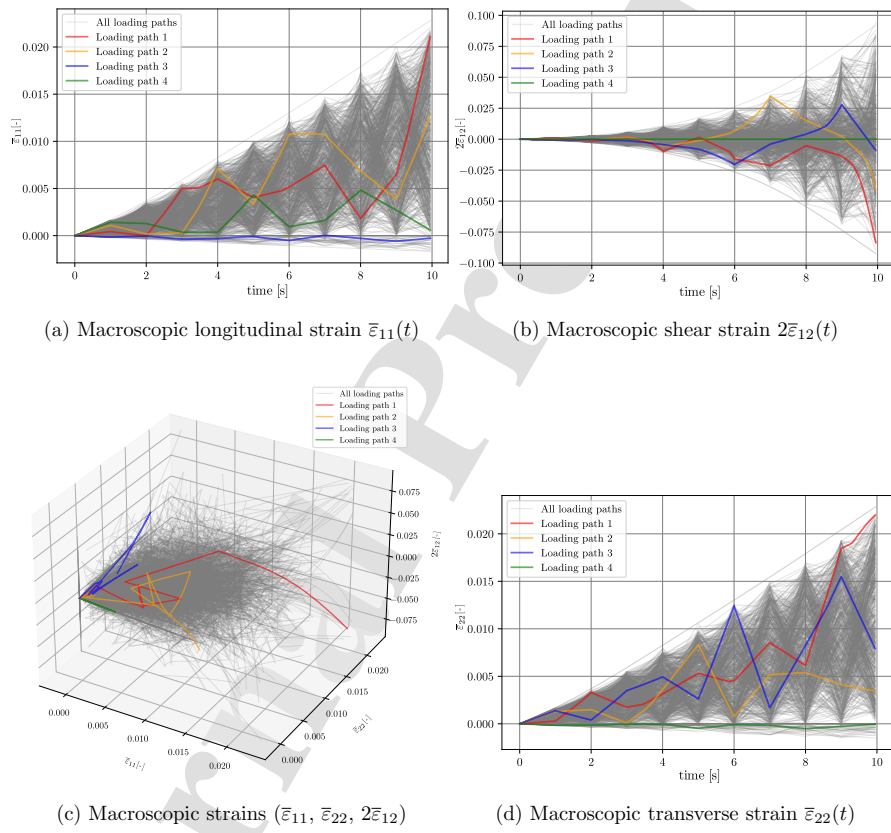 All loading paths
Loading path 1
Loading path 2
Loading path 3
Loading path 4
0.020
0.015
0.010
0.005
0.000
ε̅₁₁[-]
0 2 4 6 8 10
time [s]
(a) Macroscopic longitudinal strain ε̅₁₁(t)
0.100
0.075
0.050
0.025
0.000
−0.025
−0.050
−0.075
−0.100
2ε̅₁₂[-]
All loading paths
Loading path 1
Loading path 2
Loading path 3
Loading path 4
0 2 4 6 8 10
time [s]
(b) Macroscopic shear strain 2ε̅₁₂(t)
All loading paths
Loading path 1
Loading path 2
Loading path 3
Loading path 4
0.075
0.050
0.025
0.000
−0.025
−0.050
−0.075
2ε̅₁₂[-]
0.000
0.005
0.010
0.015
0.020
ε̅₁₁[-]
0.000
0.005
0.010
0.015
0.020
ε̅₂₂[-]
(c) Macroscopic strains (ε̅₁₁, ε̅₂₂, 2ε̅₁₂)
All loading paths
Loading path 1
Loading path 2
Loading path 3
Loading path 4
0.020
0.015
0.010
0.005
0.000
ε̅₂₂[-]
0 2 4 6 8 10
time [s]
(d) Macroscopic transverse strain ε̅₂₂(t)